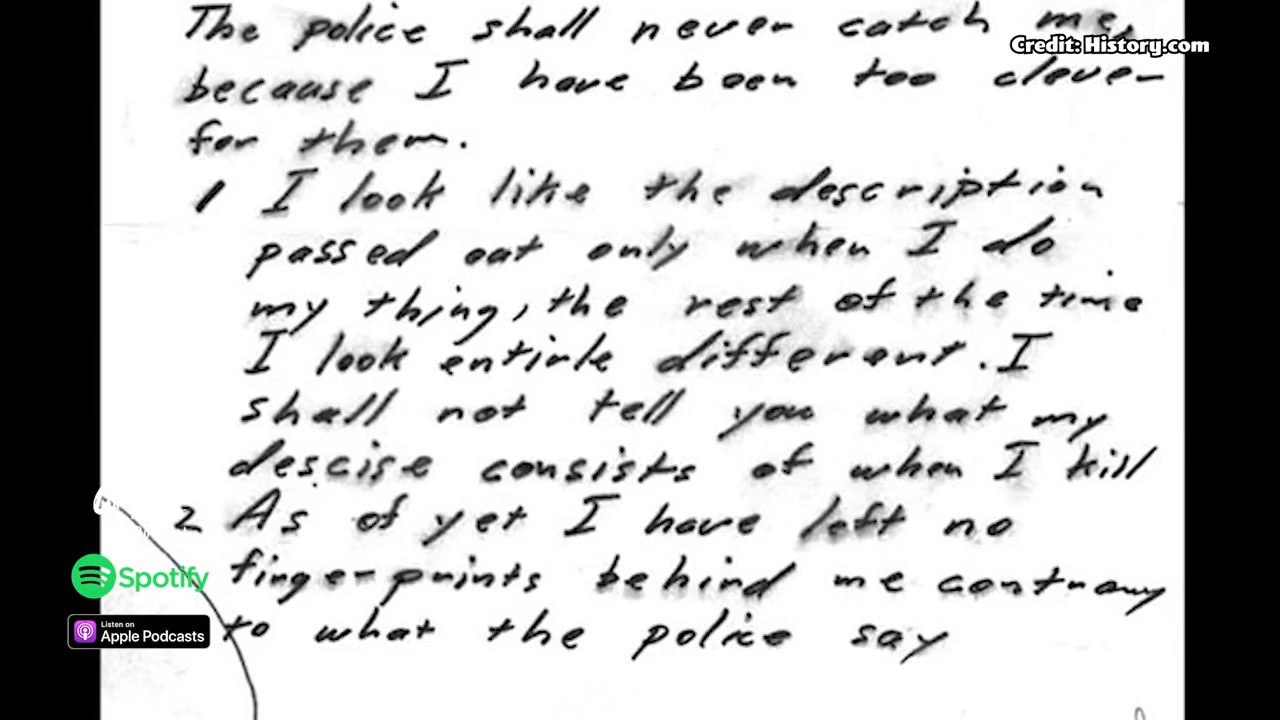 The police shall never catch me,
Credit: History.com
because I have been too clever
for them.
1 I look like the description
passed out only when I do
my thing, the rest of the time
I look entirle different. I
shall not tell you what my
descise consists of when I kill
2 As of yet I have left no
fingerprints behind me contrary
to what the police say
Spotify
Listen on
Apple Podcasts